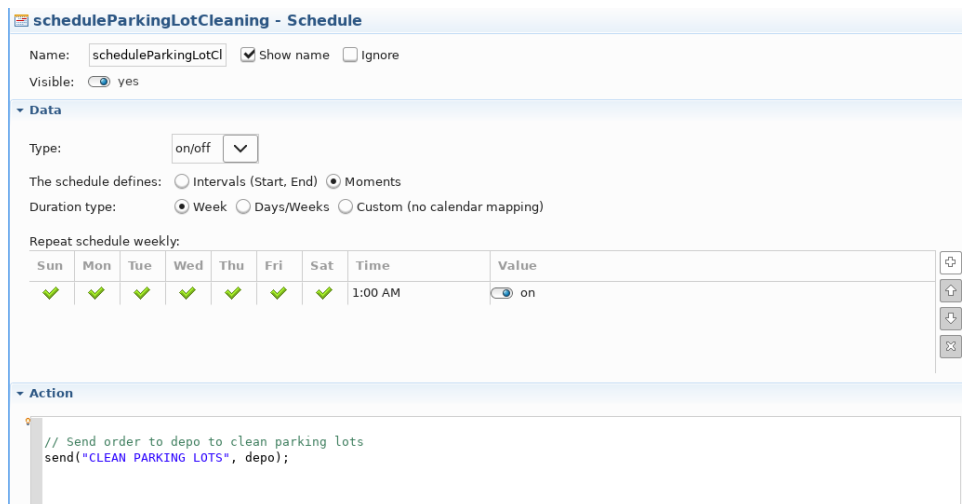 scheduleParkingLotCleaning - Schedule
Name: scheduleParkingLotCl Show name Ignore
Visible: yes
Data
Type: on/off
The schedule defines: Intervals (Start, End) Moments
Duration type: Week Days/Weeks Custom (no calendar mapping)
Repeat schedule weekly:
Sun Mon Tue Wed Thu Fri Sat Time Value
1:00 AM on
Action
// Send order to depo to clean parking lots
send("CLEAN PARKING LOTS", depo);